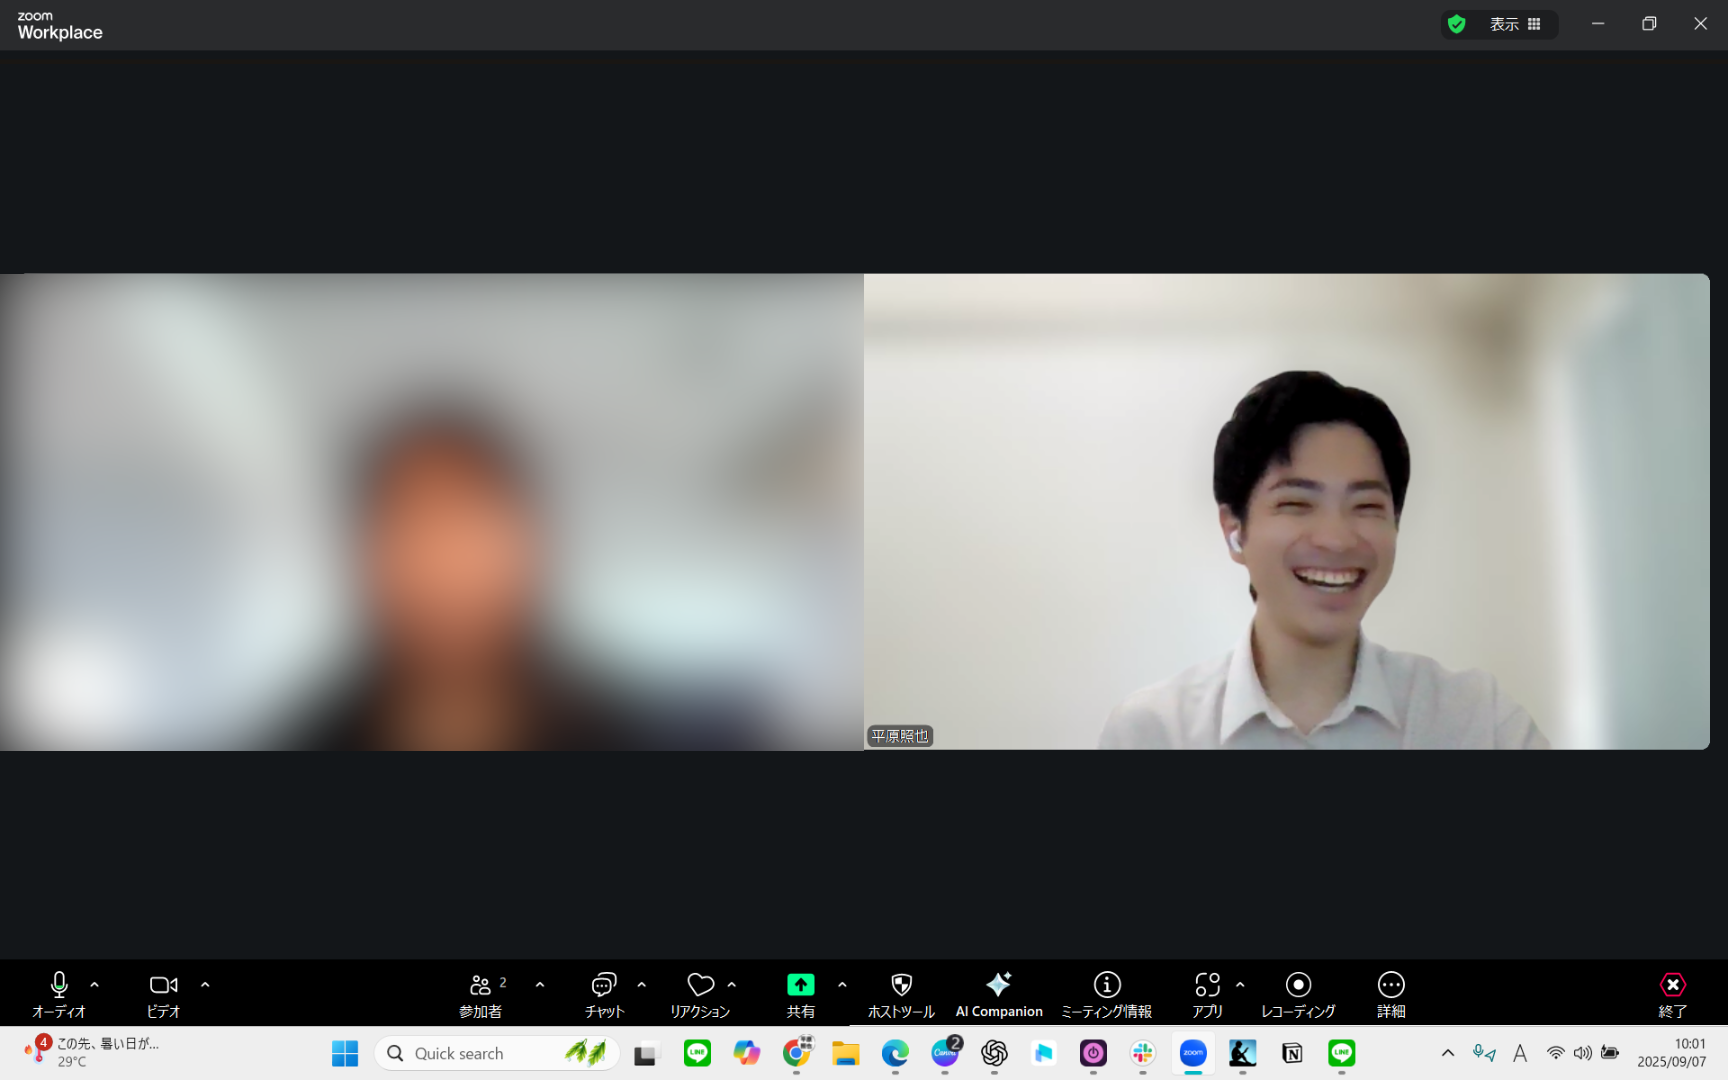 zoom
Workplace
表示
平原照也
オーディオ
ビデオ
参加者
2
チャット
リアクション
共有
ホストツール
AI Companion
ミーティング情報
アプリ
レコーディング
詳細
終了
4
この先、暑い日が...
29°C
Quick search
LINE
Canva
2
zoom
LINE
A
10:01
2025/09/07